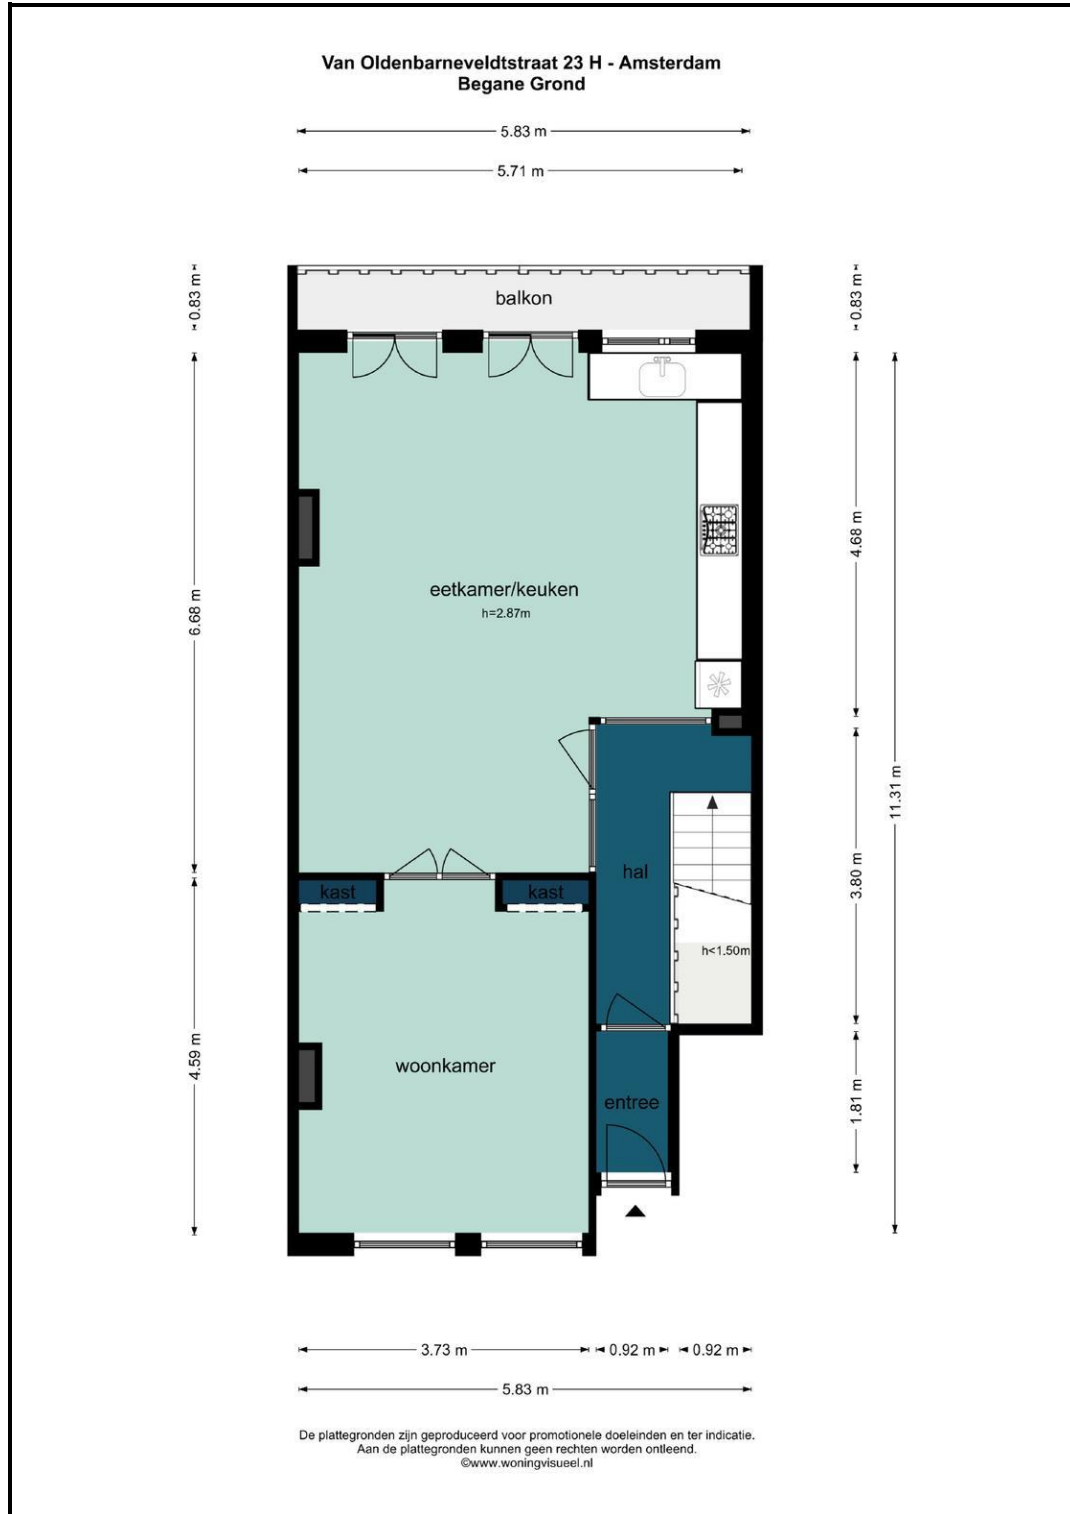 Van Oldenbarneveldtstraat 23 H - Amsterdam
Begane Grond
5.83 m
5.71 m
0.83 m
0.83 m
balkon
6.68 m
4.68 m
eetkamer/keuken
h=2.87m
11.31 m
3.80 m
hal
kast
kast
h<1.50m
4.59 m
woonkamer
entree
1.81 m
3.73 m
0.92 m
0.92 m
5.83 m
De plattegronden zijn geproduceerd voor promotionele doeleinden en ter indicatie.
Aan de plattegronden kunnen geen rechten worden ontleend.
©www.woningvisueel.nl